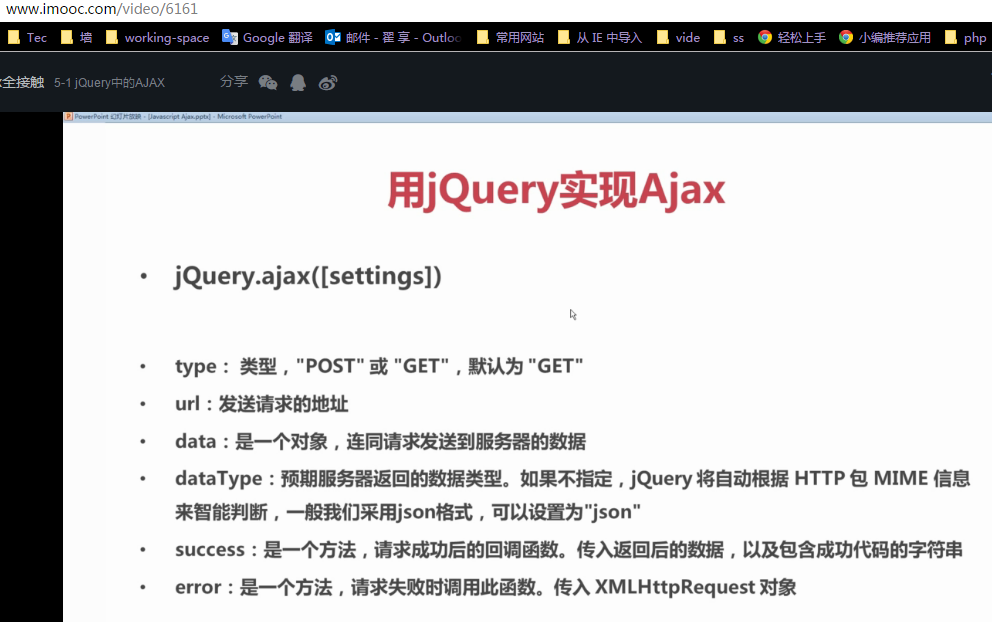 www.imooc.com/video/6161
Tec 墙 working-space Google 翻译 邮件 - 翟 享 - Outloo 常用网站 从 IE 中导入 vide ss 轻松上手 小编推荐应用 php
全接触 5-1 jQuery中的AJAX 分享
PowerPoint 幻灯片放映 - [Javascript Ajax.pptx] - Microsoft PowerPoint
用jQuery实现Ajax
• jQuery.ajax([settings])
• type： 类型，"POST" 或 "GET"，默认为 "GET"
• url：发送请求的地址
• data：是一个对象，连同请求发送到服务器的数据
• dataType：预期服务器返回的数据类型。如果不指定，jQuery 将自动根据 HTTP 包 MIME 信息
来智能判断，一般我们采用json格式，可以设置为"json"
• success：是一个方法，请求成功后的回调函数。传入返回后的数据，以及包含成功代码的字符串
• error：是一个方法，请求失败时调用此函数。传入 XMLHttpRequest 对象